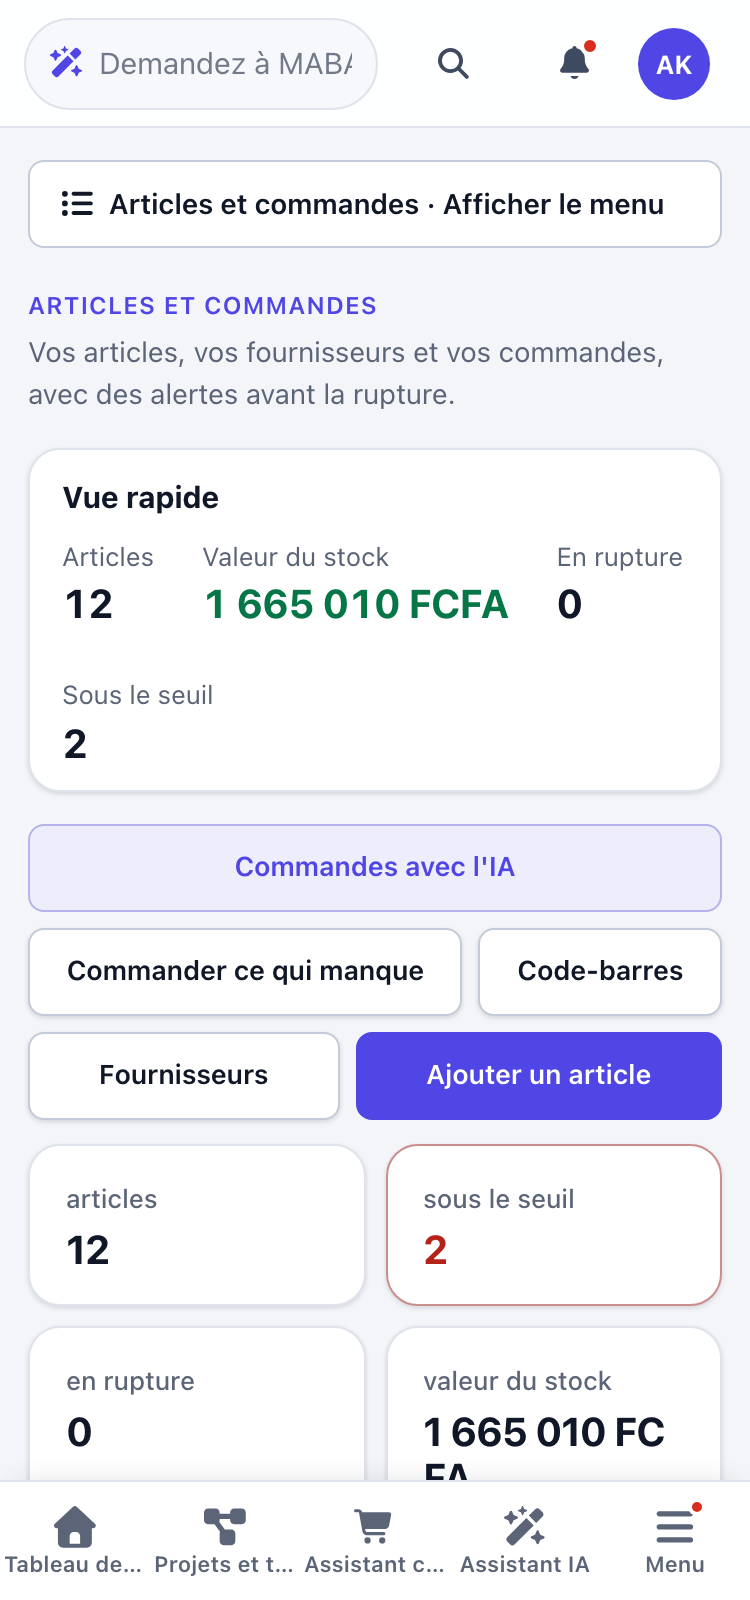 Demandez à MABA
AK
Articles et commandes · Afficher le menu
ARTICLES ET COMMANDES
Vos articles, vos fournisseurs et vos commandes,
avec des alertes avant la rupture.
Vue rapide
Articles
12
Valeur du stock
1 665 010 FCFA
En rupture
0
Sous le seuil
2
Commandes avec l'IA
Commander ce qui manque
Code-barres
Fournisseurs
Ajouter un article
articles
12
sous le seuil
2
en rupture
0
valeur du stock
1 665 010 FC
FA
Tableau de...
Projets et t...
Assistant c...
Assistant IA
Menu